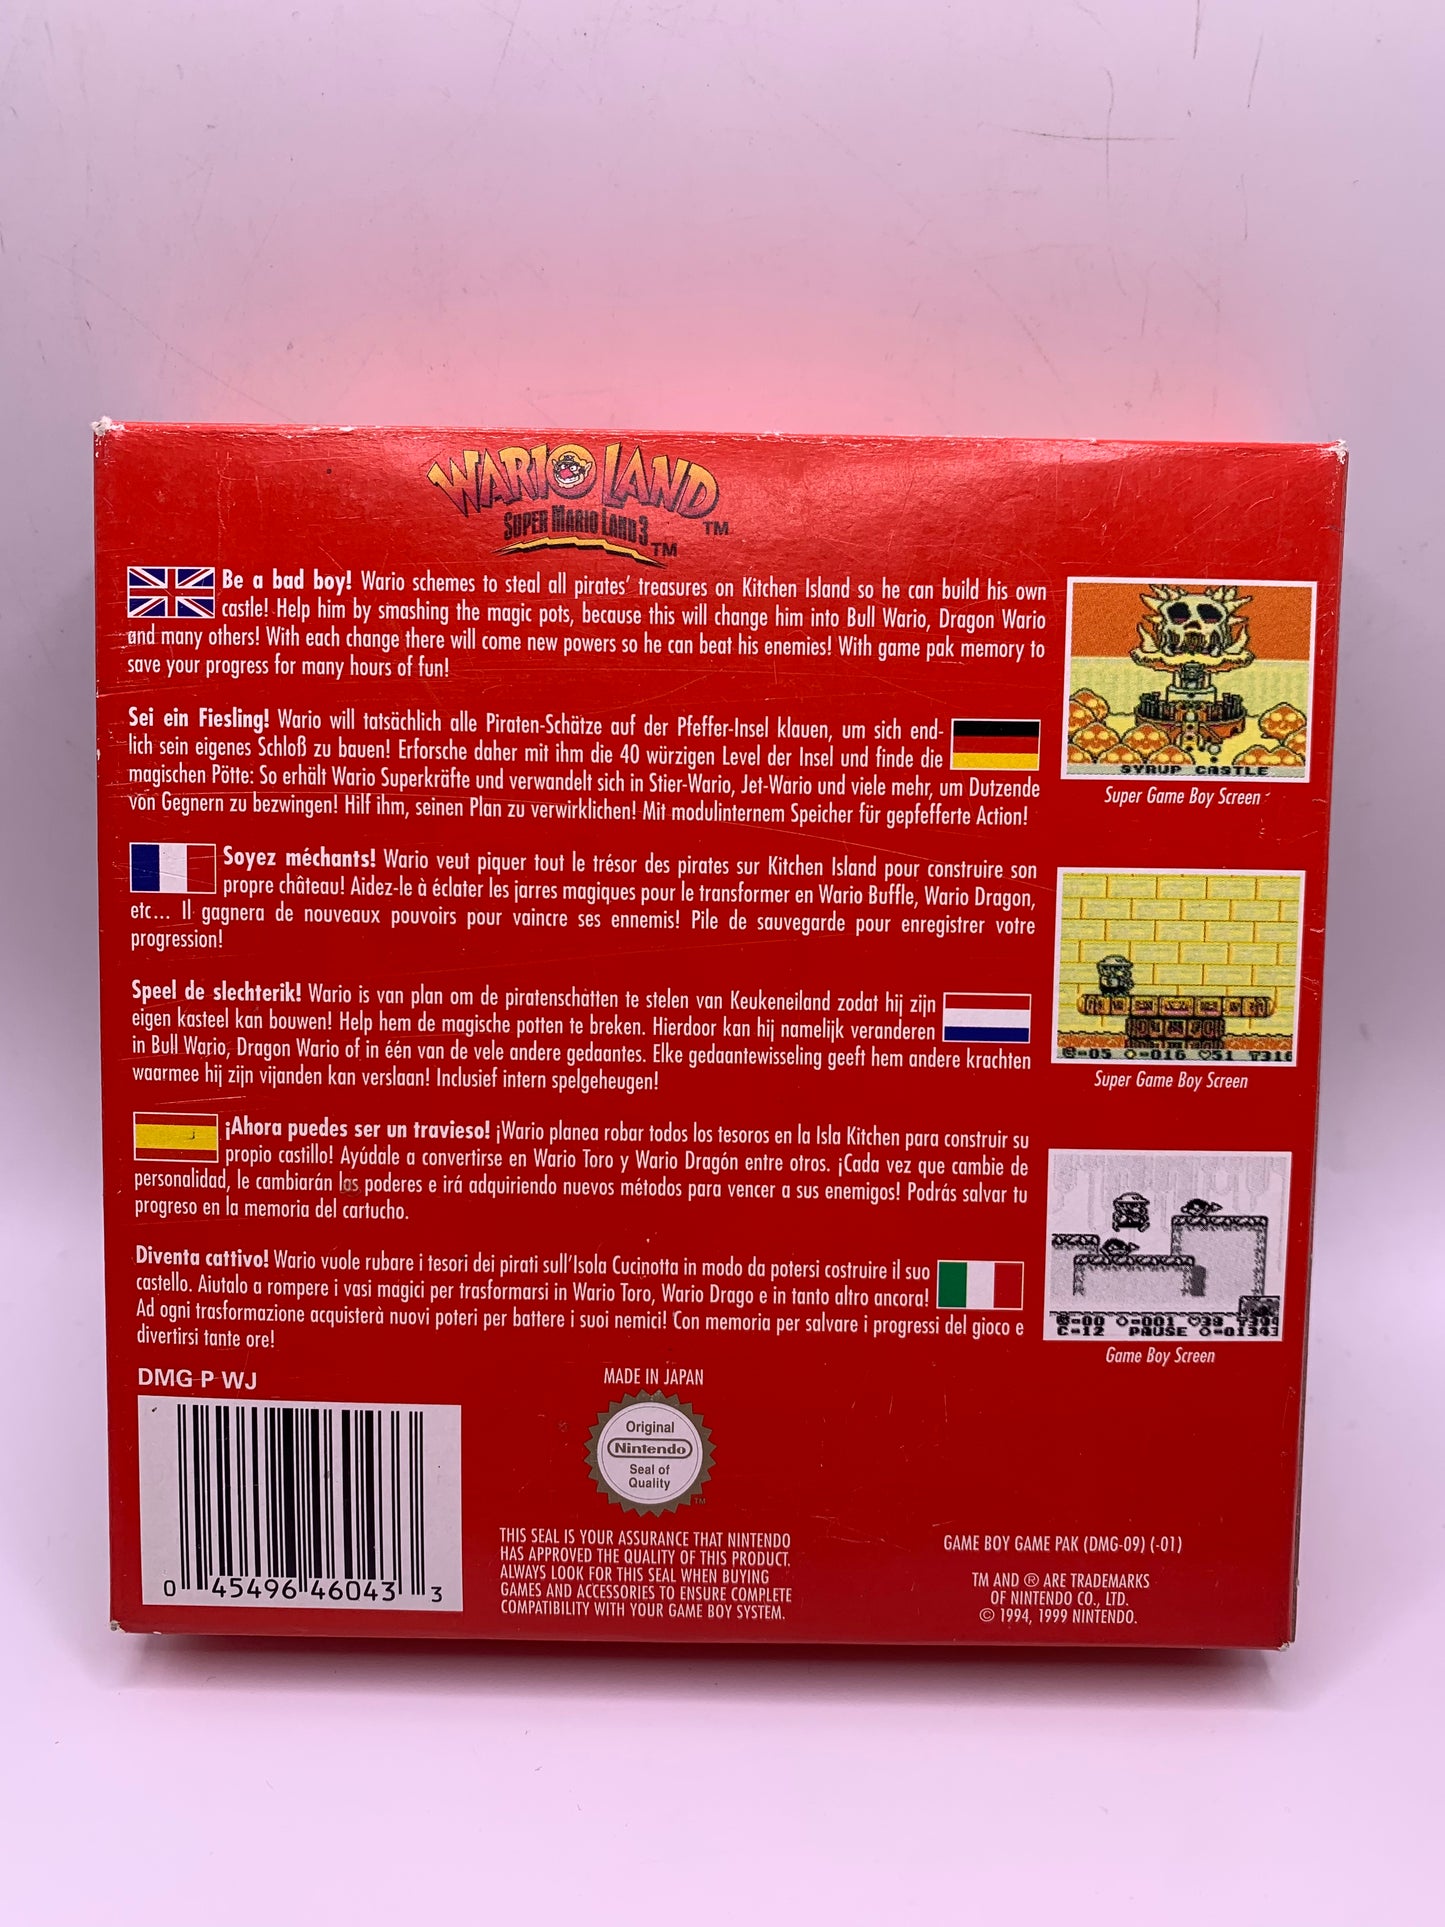 WARIO LAND TM
SUPER MARIO LAND 3 TM
Be a bad boy! Wario schemes to steal all pirates' treasures on Kitchen Island so he can build his own
castle! Help him by smashing the magic pots, because this will change him into Bull Wario, Dragon Wario
and many others! With each change there will come new powers so he can beat his enemies! With game pak memory to
save your progress for many hours of fun!
Sei ein Fiesling! Wario will tatsächlich alle Piraten-Schätze auf der Pfeffer-Insel klauen, um sich end-
lich sein eigenes Schloß zu bauen! Erforsche daher mit ihm die 40 würzigen Level der Insel und finde die
magischen Pötte: So erhält Wario Superkräfte und verwandelt sich in Stier-Wario, Jet-Wario und viele mehr, um Dutzende
von Gegnern zu bezwingen! Hilf ihm, seinen Plan zu verwirklichen! Mit modulinternem Speicher für gepfefferte Action!
Soyez méchants! Wario veut piquer tout le trésor des pirates sur Kitchen Island pour construire son
propre château! Aidez-le à éclater les jarres magiques pour le transformer en Wario Buffle, Wario Dragon,
etc... Il gagnera de nouveaux pouvoirs pour vaincre ses ennemis! Pile de sauvegarde pour enregistrer votre
progression!
Speel de slechterik! Wario is van plan om de piratenschatten te stelen van Keukeneiland zodat hij zijn
eigen kasteel kan bouwen! Help hem de magische potten te breken. Hierdoor kan hij namelijk veranderen
in Bull Wario, Dragon Wario of in één van de vele andere gedaantes. Elke gedaantewisseling geeft hem andere krachten
waarmee hij zijn vijanden kan verslaan! Inclusief intern spelgeheugen!
¡Ahora puedes ser un travieso! ¡Wario planea robar todos los tesoros en la Isla Kitchen para construir su
propio castillo! Ayúdale a convertirse en Wario Toro y Wario Dragón entre otros. ¡Cada vez que cambie de
personalidad, le cambiarán los poderes e irá adquiriendo nuevos métodos para vencer a sus enemigos! Podrás salvar tu
progreso en la memoria del cartucho.
Diventa cattivo! Wario vuole rubare i tesori dei pirati sull'Isola Cucinotta in modo da potersi costruire il suo
castello. Aiutalo a rompere i vasi magici per trasformarsi in Wario Toro, Wario Drago e in tanto altro ancora!
Ad ogni trasformazione acquisterà nuovi poteri per battere i suoi nemici! Con memoria per salvare i progressi del gioco e
divertirsi tante ore!
SYRUP CASTLE
Super Game Boy Screen
-05 -016 51 316
Super Game Boy Screen
-00 -001 38 394
C-12 PAUSE -01343
Game Boy Screen
DMG P WJ
0 45496 46043 3
MADE IN JAPAN
Original
Nintendo
Seal of
Quality
TM
THIS SEAL IS YOUR ASSURANCE THAT NINTENDO
HAS APPROVED THE QUALITY OF THIS PRODUCT.
ALWAYS LOOK FOR THIS SEAL WHEN BUYING
GAMES AND ACCESSORIES TO ENSURE COMPLETE
COMPATIBILITY WITH YOUR GAME BOY SYSTEM.
GAME BOY GAME PAK (DMG-09) (-01)
TM AND ® ARE TRADEMARKS
OF NINTENDO CO., LTD.
© 1994, 1999 NINTENDO.